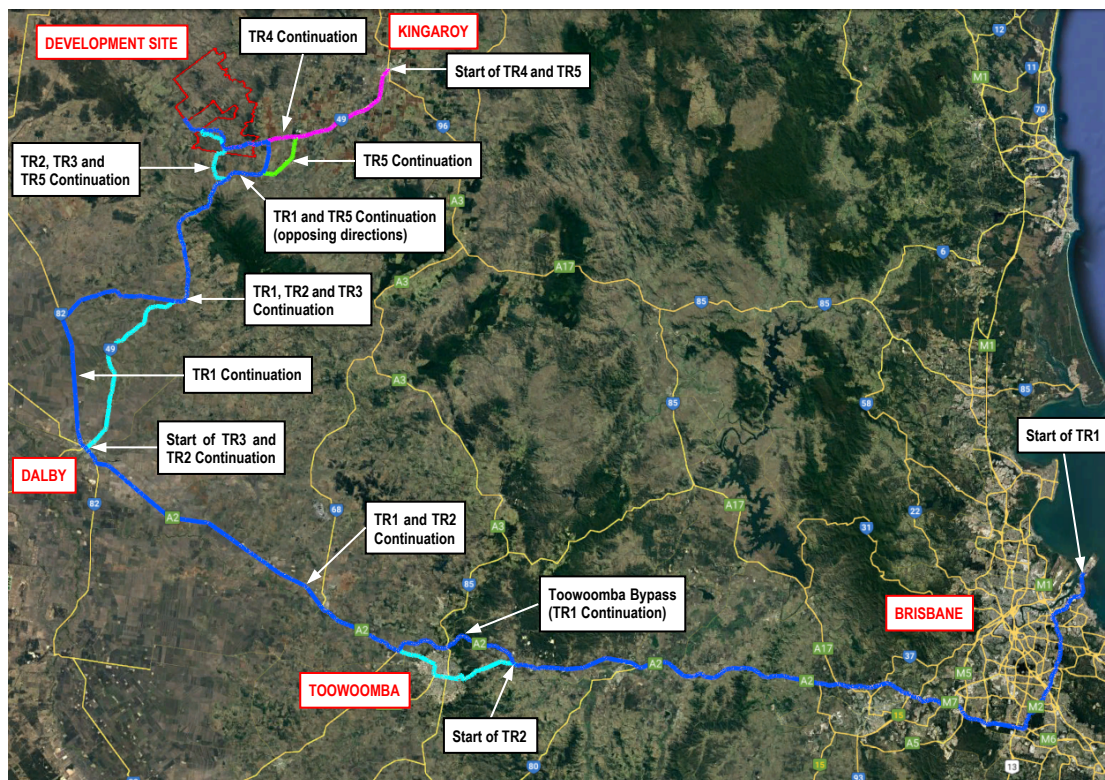 DEVELOPMENT SITE
TR4 Continuation
KINGAROY
Start of TR4 and TR5
12
M1
11
70
49
96
TR2, TR3 and
TR5 Continuation
TR5 Continuation
A3
TR1 and TR5 Continuation
(opposing directions)
6
A17
A3
85
85
TR1, TR2 and TR3
Continuation
82
M1
49
TR1 Continuation
A3
85
85
58
Start of TR3 and
TR2 Continuation
Start of TR1
DALBY
82
A2
68
TR1 and TR2
Continuation
A3
A17
22
31
85
Toowoomba Bypass
(TR1 Continuation)
M1
BRISBANE
A2
A2
A2
A17
37
TOOWOOMBA
A2
M5
M7
M2
15
Start of TR2
A5
M6
80
15
13
93